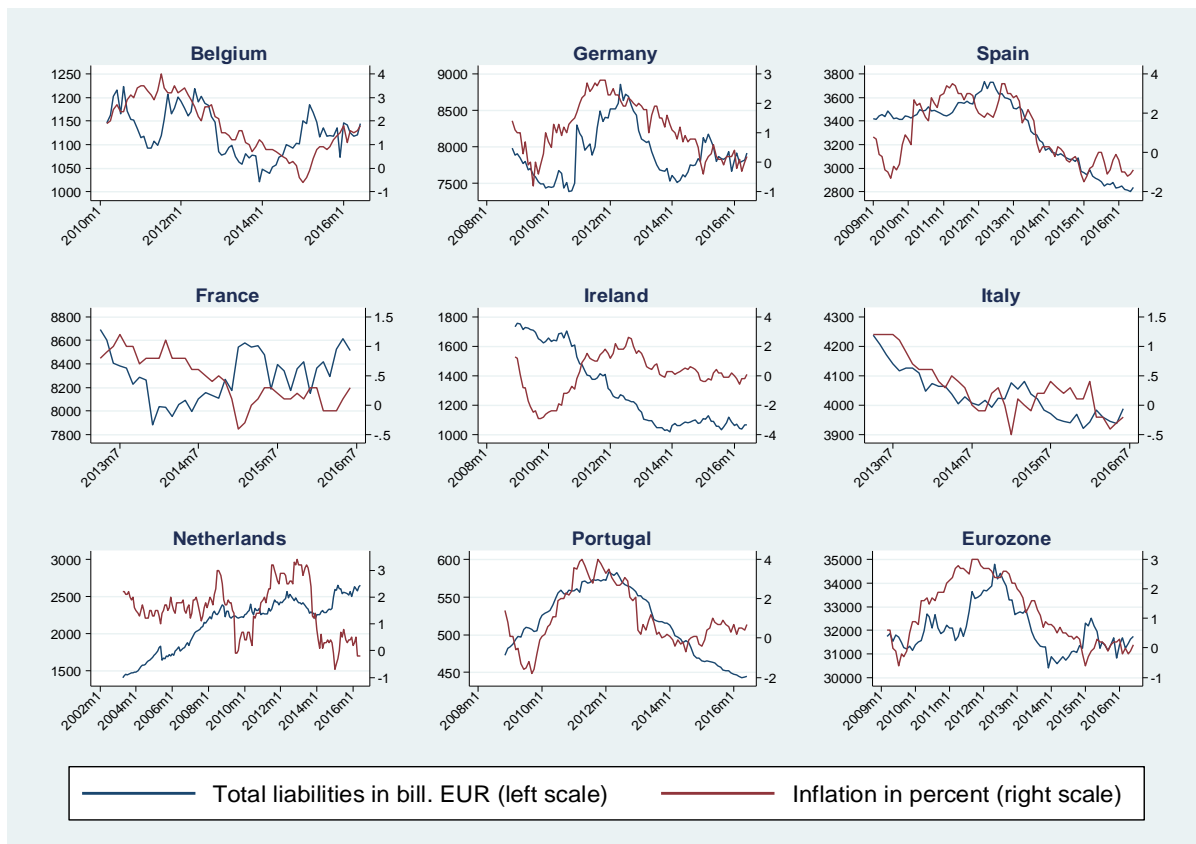 Belgium
1250
1200
1150
1100
1050
1000
4
3
2
1
0
-1
2010m1
2012m1
2014m1
2016m1
Germany
9000
8500
8000
7500
3
2
1
0
-1
2008m1
2010m1
2012m1
2014m1
2016m1
Spain
3800
3600
3400
3200
3000
2800
4
2
0
-2
2009m1
2010m1
2011m1
2012m1
2013m1
2014m1
2015m1
2016m1
France
8800
8600
8400
8200
8000
7800
1.5
1
.5
0
-.5
2013m7
2014m7
2015m7
2016m7
Ireland
1800
1600
1400
1200
1000
4
2
0
-2
-4
2008m1
2010m1
2012m1
2014m1
2016m1
Italy
4300
4200
4100
4000
3900
1.5
1
.5
0
-.5
2013m7
2014m7
2015m7
2016m7
Netherlands
3000
2500
2000
1500
3
2
1
0
-1
2002m1
2004m1
2006m1
2008m1
2010m1
2012m1
2014m1
2016m1
Portugal
600
550
500
450
4
2
0
-2
2008m1
2010m1
2012m1
2014m1
2016m1
Eurozone
35000
34000
33000
32000
31000
30000
3
2
1
0
-1
2009m1
2010m1
2011m1
2012m1
2013m1
2014m1
2015m1
2016m1
Total liabilities in bill. EUR (left scale)
Inflation in percent (right scale)